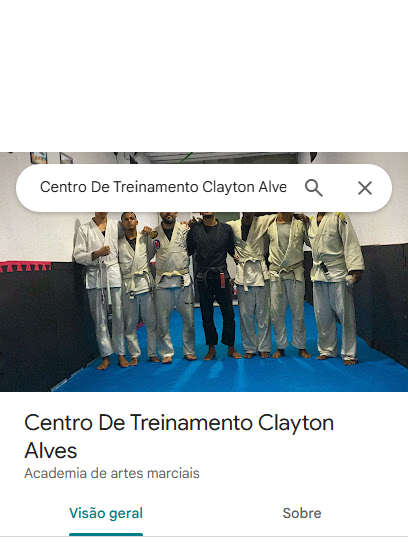 Centro De Treinamento Clayton Alve
Centro De Treinamento Clayton
Alves
Academia de artes marciais
Visão geral
Sobre